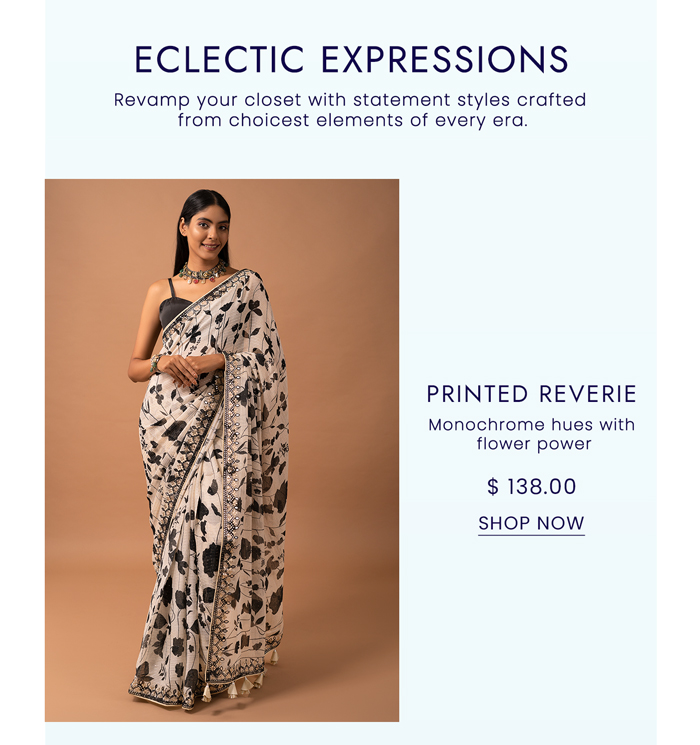 ECLECTIC EXPRESSIONS
Revamp your closet with statement styles crafted
from choicest elements of every era.
PRINTED REVERIE
Monochrome hues with
flower power
$ 138.00
SHOP NOW